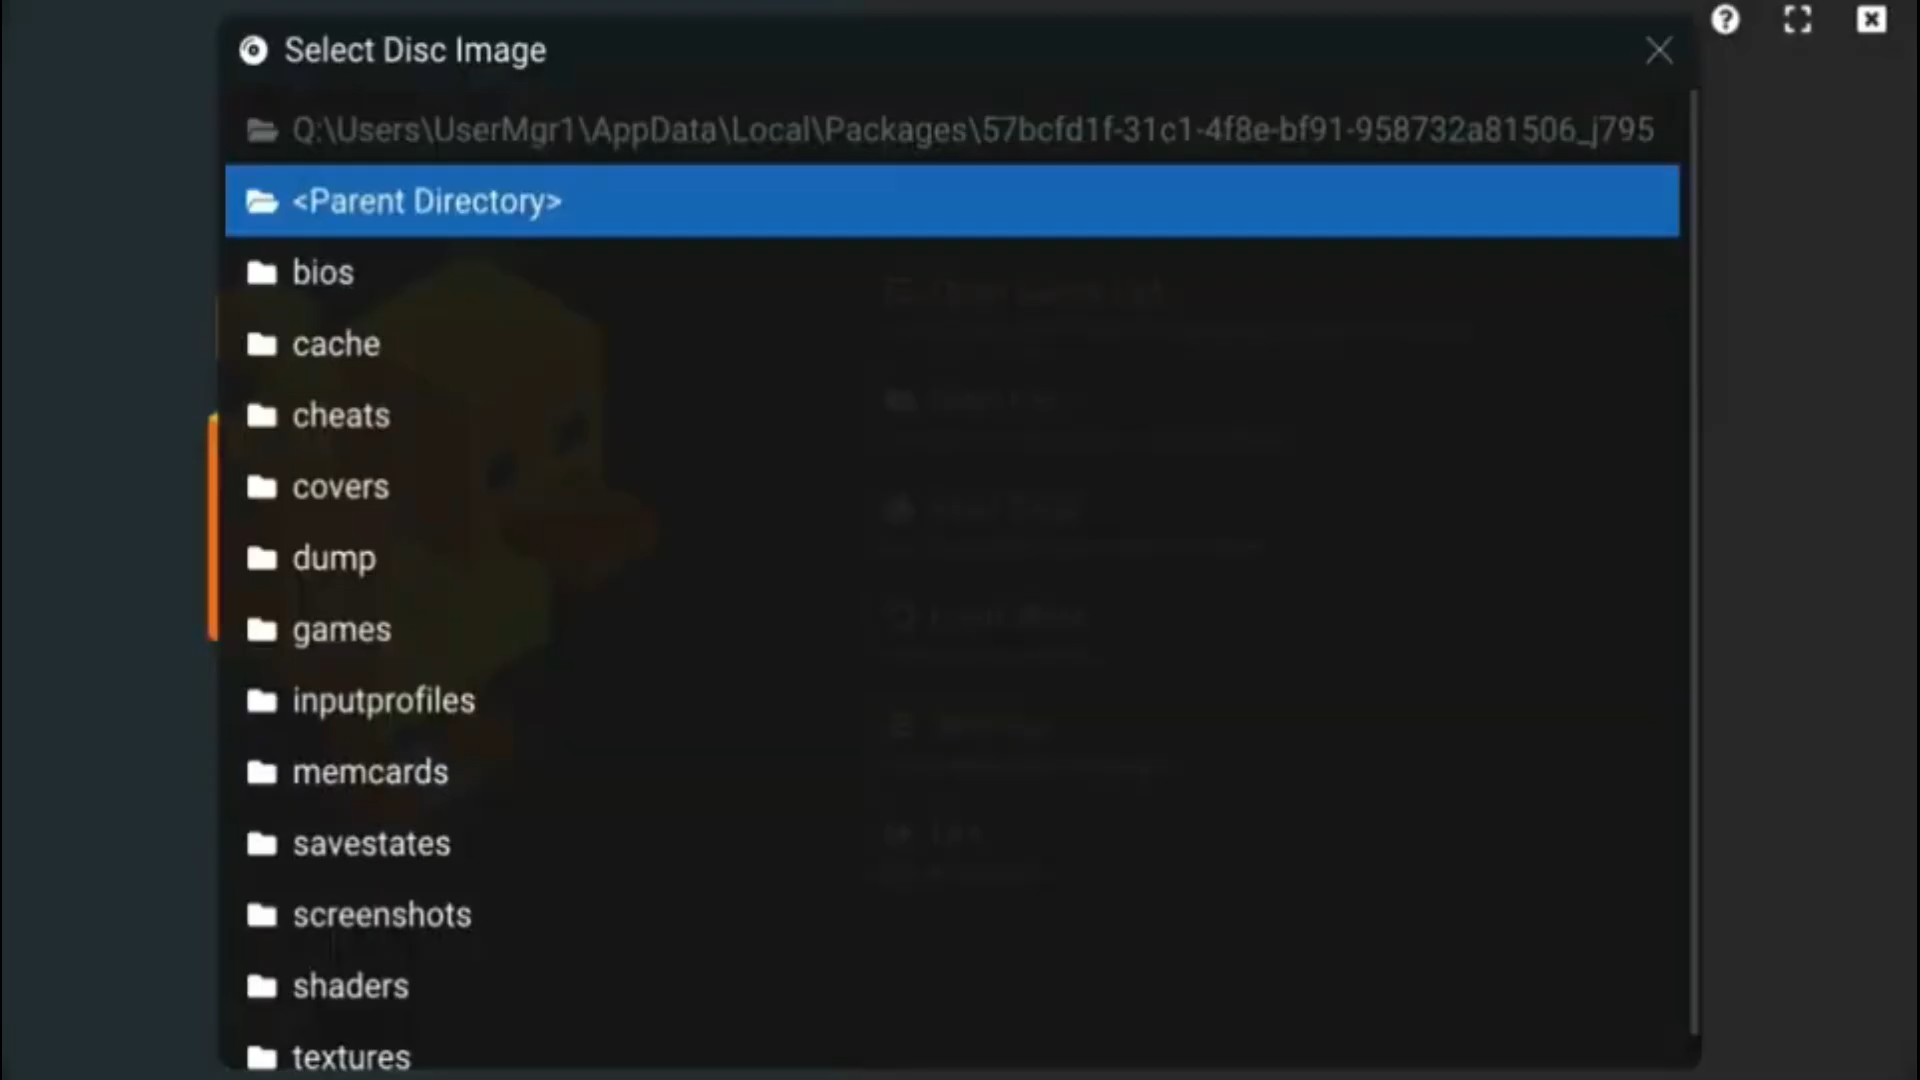 Select Disc Image
Q:\Users\UserMgr1\AppData\Local\Packages\57bcfd1f-31c1-4f8e-bf91-958732a81506_j795
<Parent Directory>
bios
cache
cheats
covers
dump
games
inputprofiles
memcards
savestates
screenshots
shaders
textures